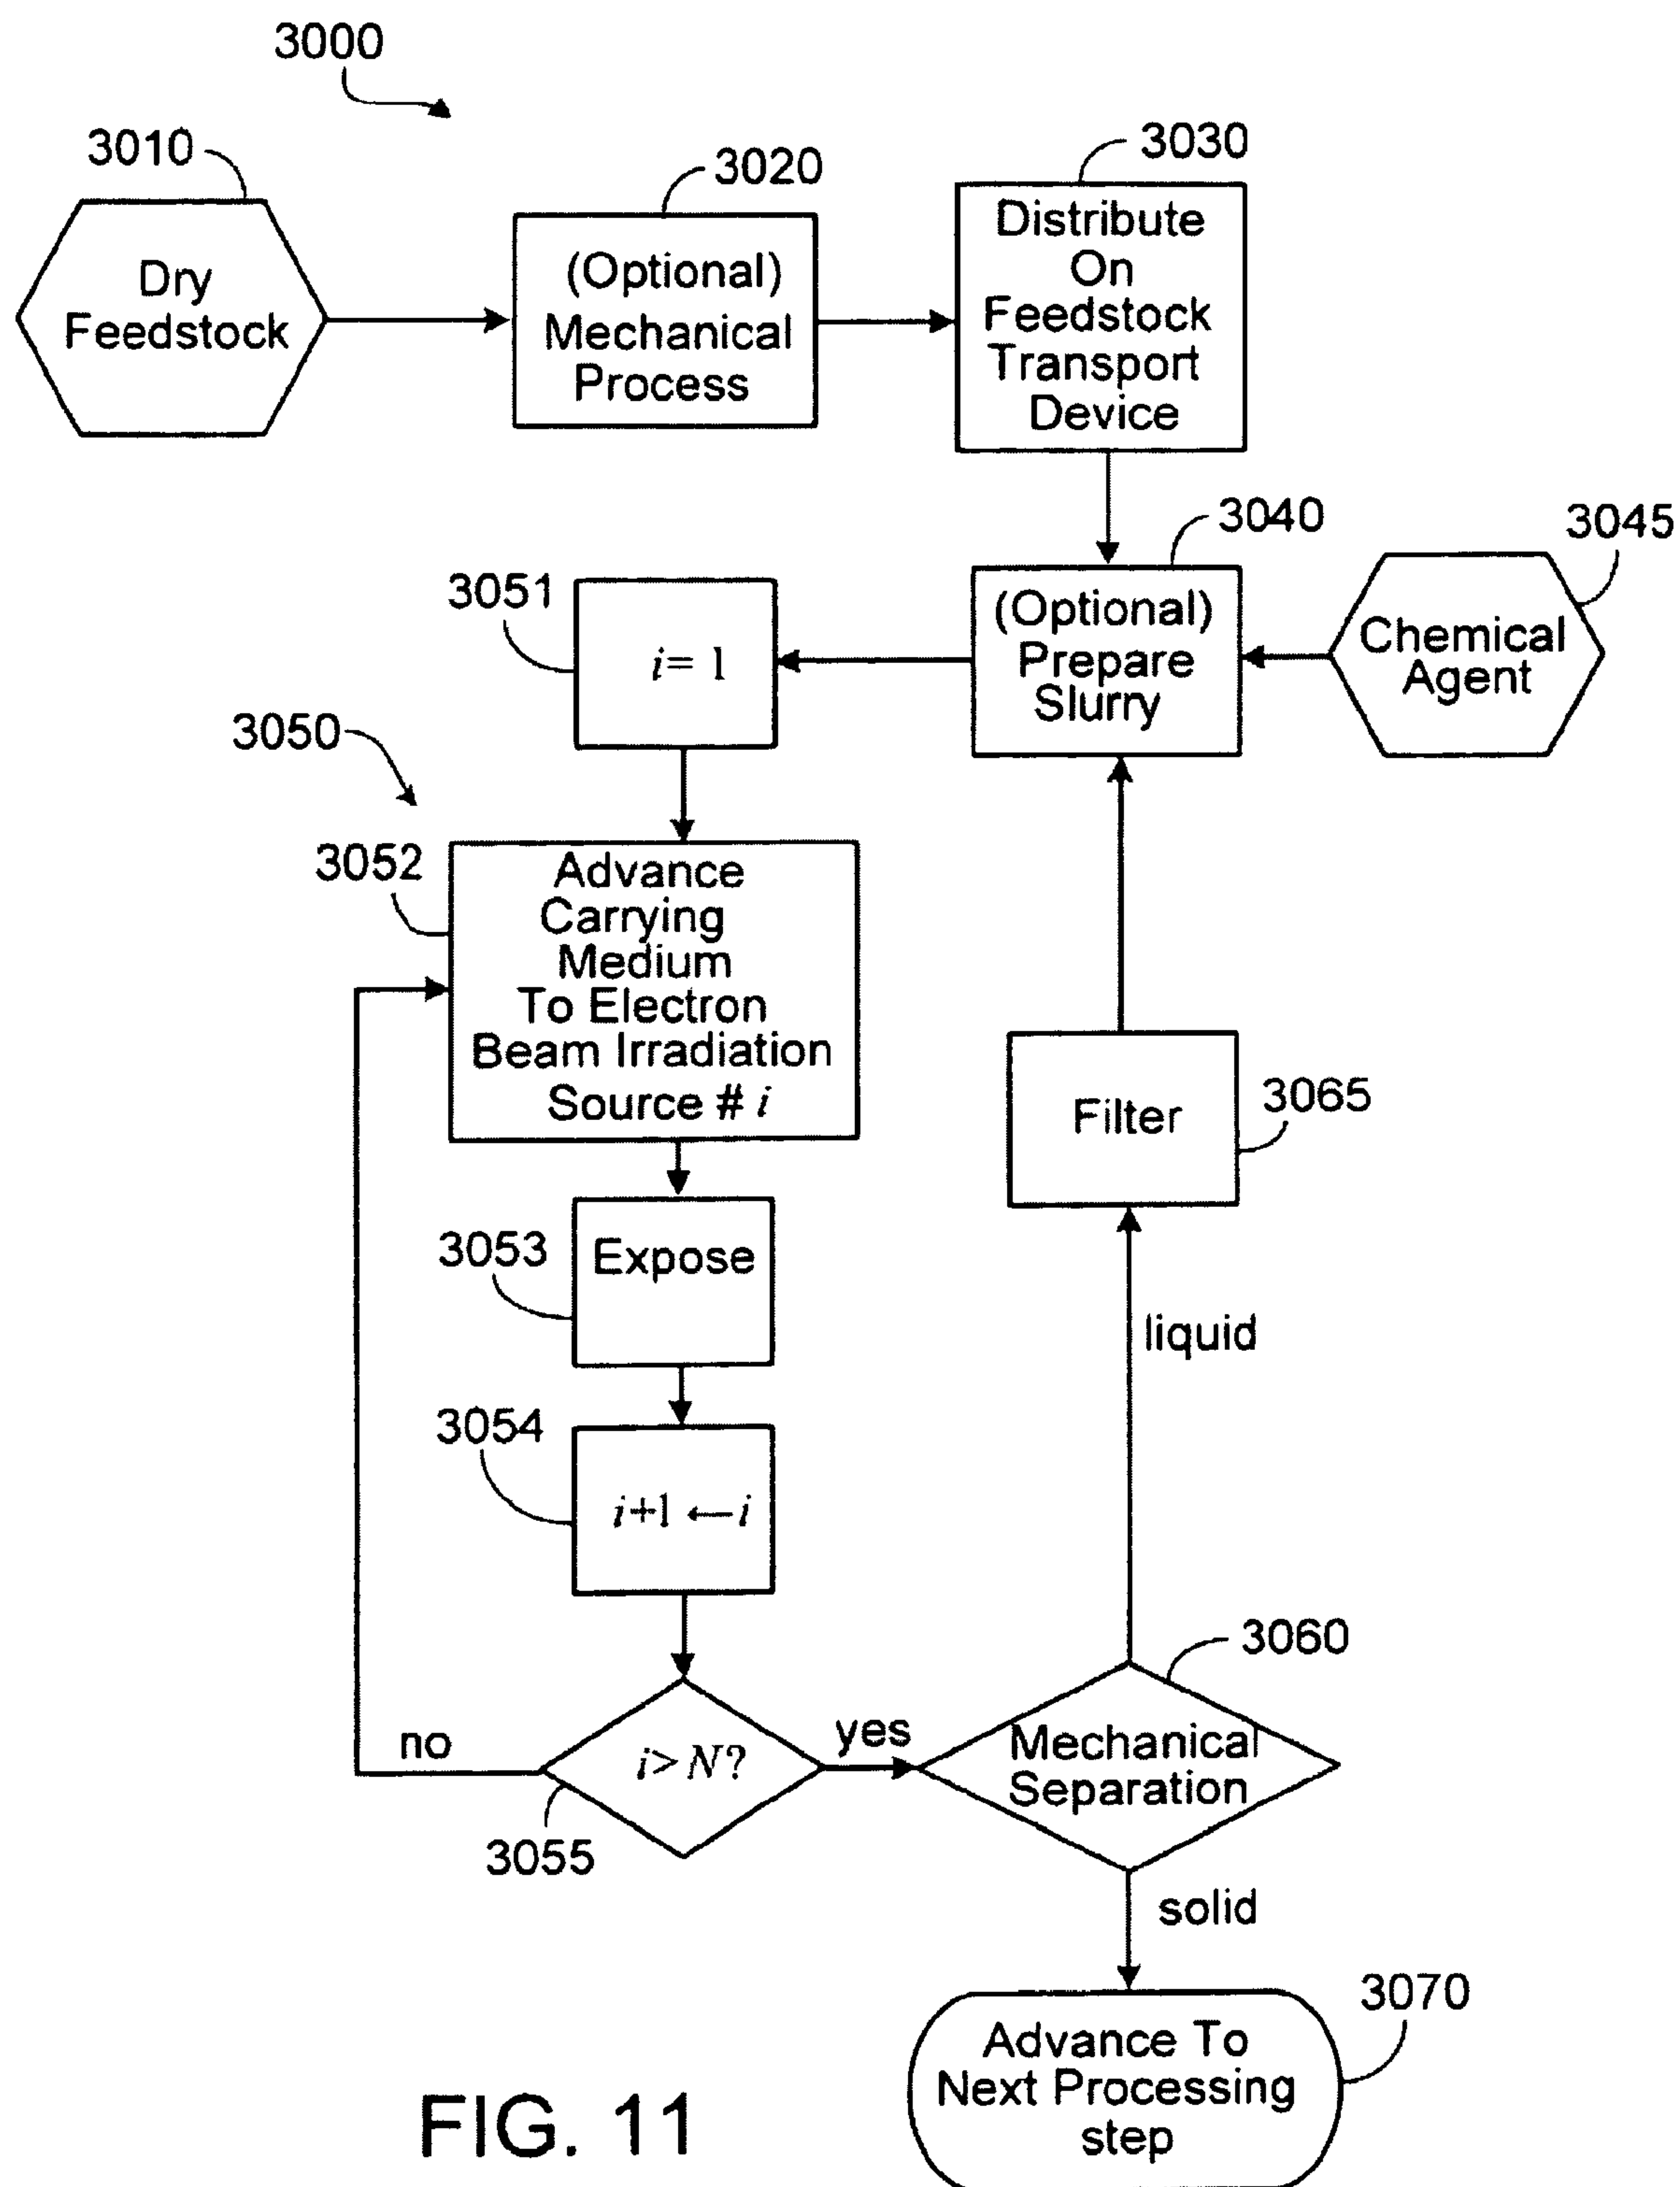 3000
3010
3020
3030
Dry
Feedstock
(Optional)
Mechanical
Process
Distribute
On
Feedstock
Transport
Device
3040
3045
3051
i= 1
(Optional)
Prepare
Slurry
Chemical
Agent
3050
3052
Advance
Carrying
Medium
To Electron
Beam Irradiation
Source # i
Filter
3065
3053
Expose
liquid
3054
i+1 ←i
3060
no
i>N?
yes
Mechanical
Separation
3055
solid
3070
Advance To
Next Processing
step
FIG. 11